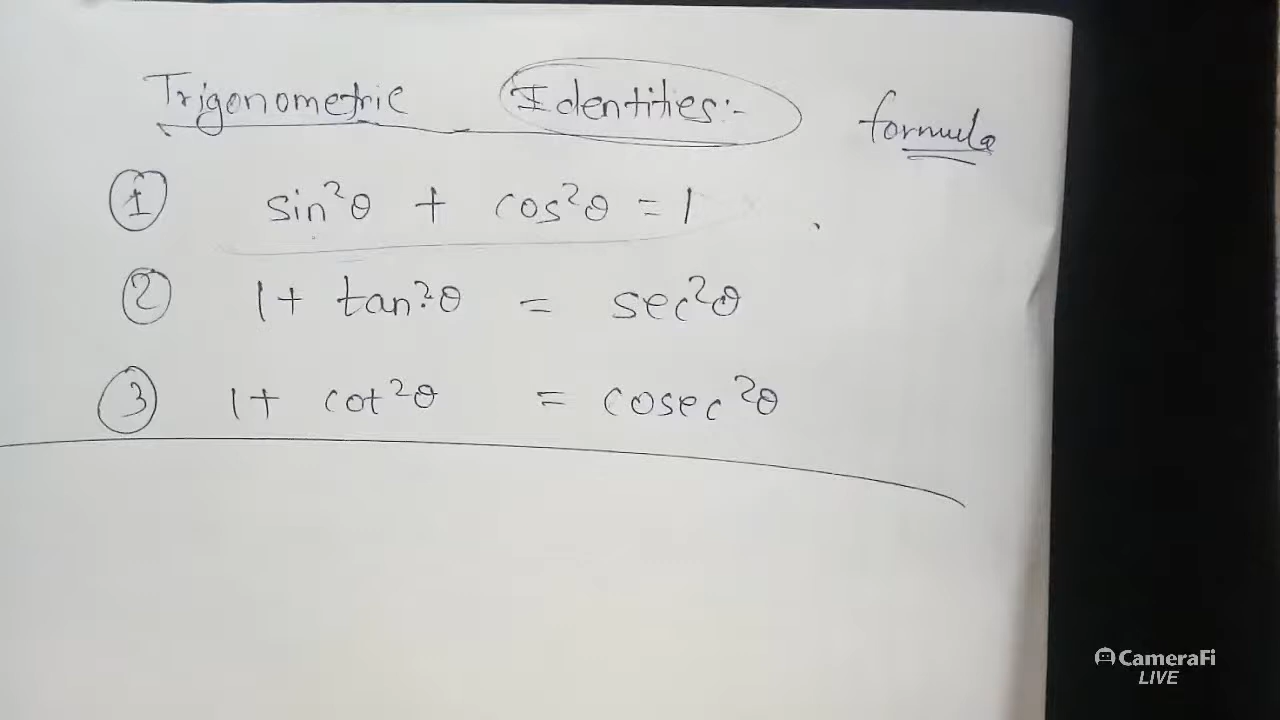 Trigonometric Identities:- formula
① sin²θ + cos²θ = 1
② 1 + tan²θ = sec²θ
③ 1 + cot²θ = cosec²θ
CameraFi
LIVE